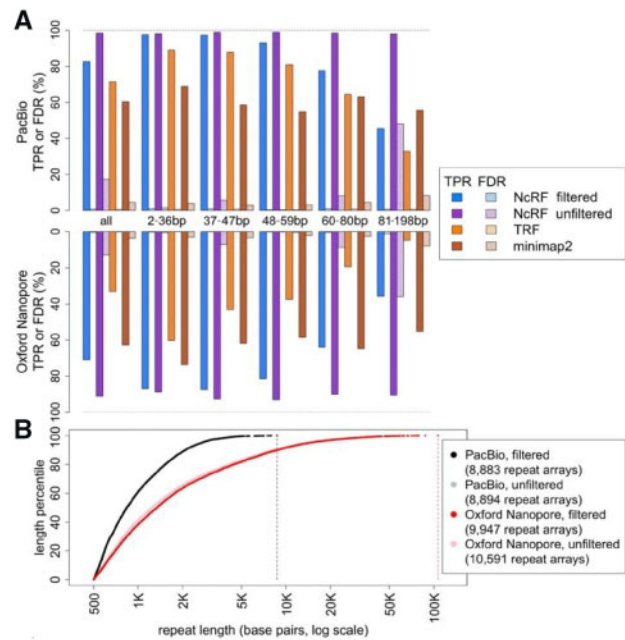 A
PacBio
TPR or FDR (%)
0 20 40 60 80 100
all 2-36bp 37-47bp 48-59bp 60-80bp 81-198bp
Oxford Nanopore
TPR or FDR (%)
0 20 40 60 80 100
TPR FDR
NcRF filtered
NcRF unfiltered
TRF
minimap2
B
length percentile
0 20 40 60 80 100
500 1K 2K 5K 10K 20K 50K 100K
repeat length (base pairs, log scale)
PacBio, filtered
(8,883 repeat arrays)
PacBio, unfiltered
(8,894 repeat arrays)
Oxford Nanopore, filtered
(9,947 repeat arrays)
Oxford Nanopore, unfiltered
(10,591 repeat arrays)